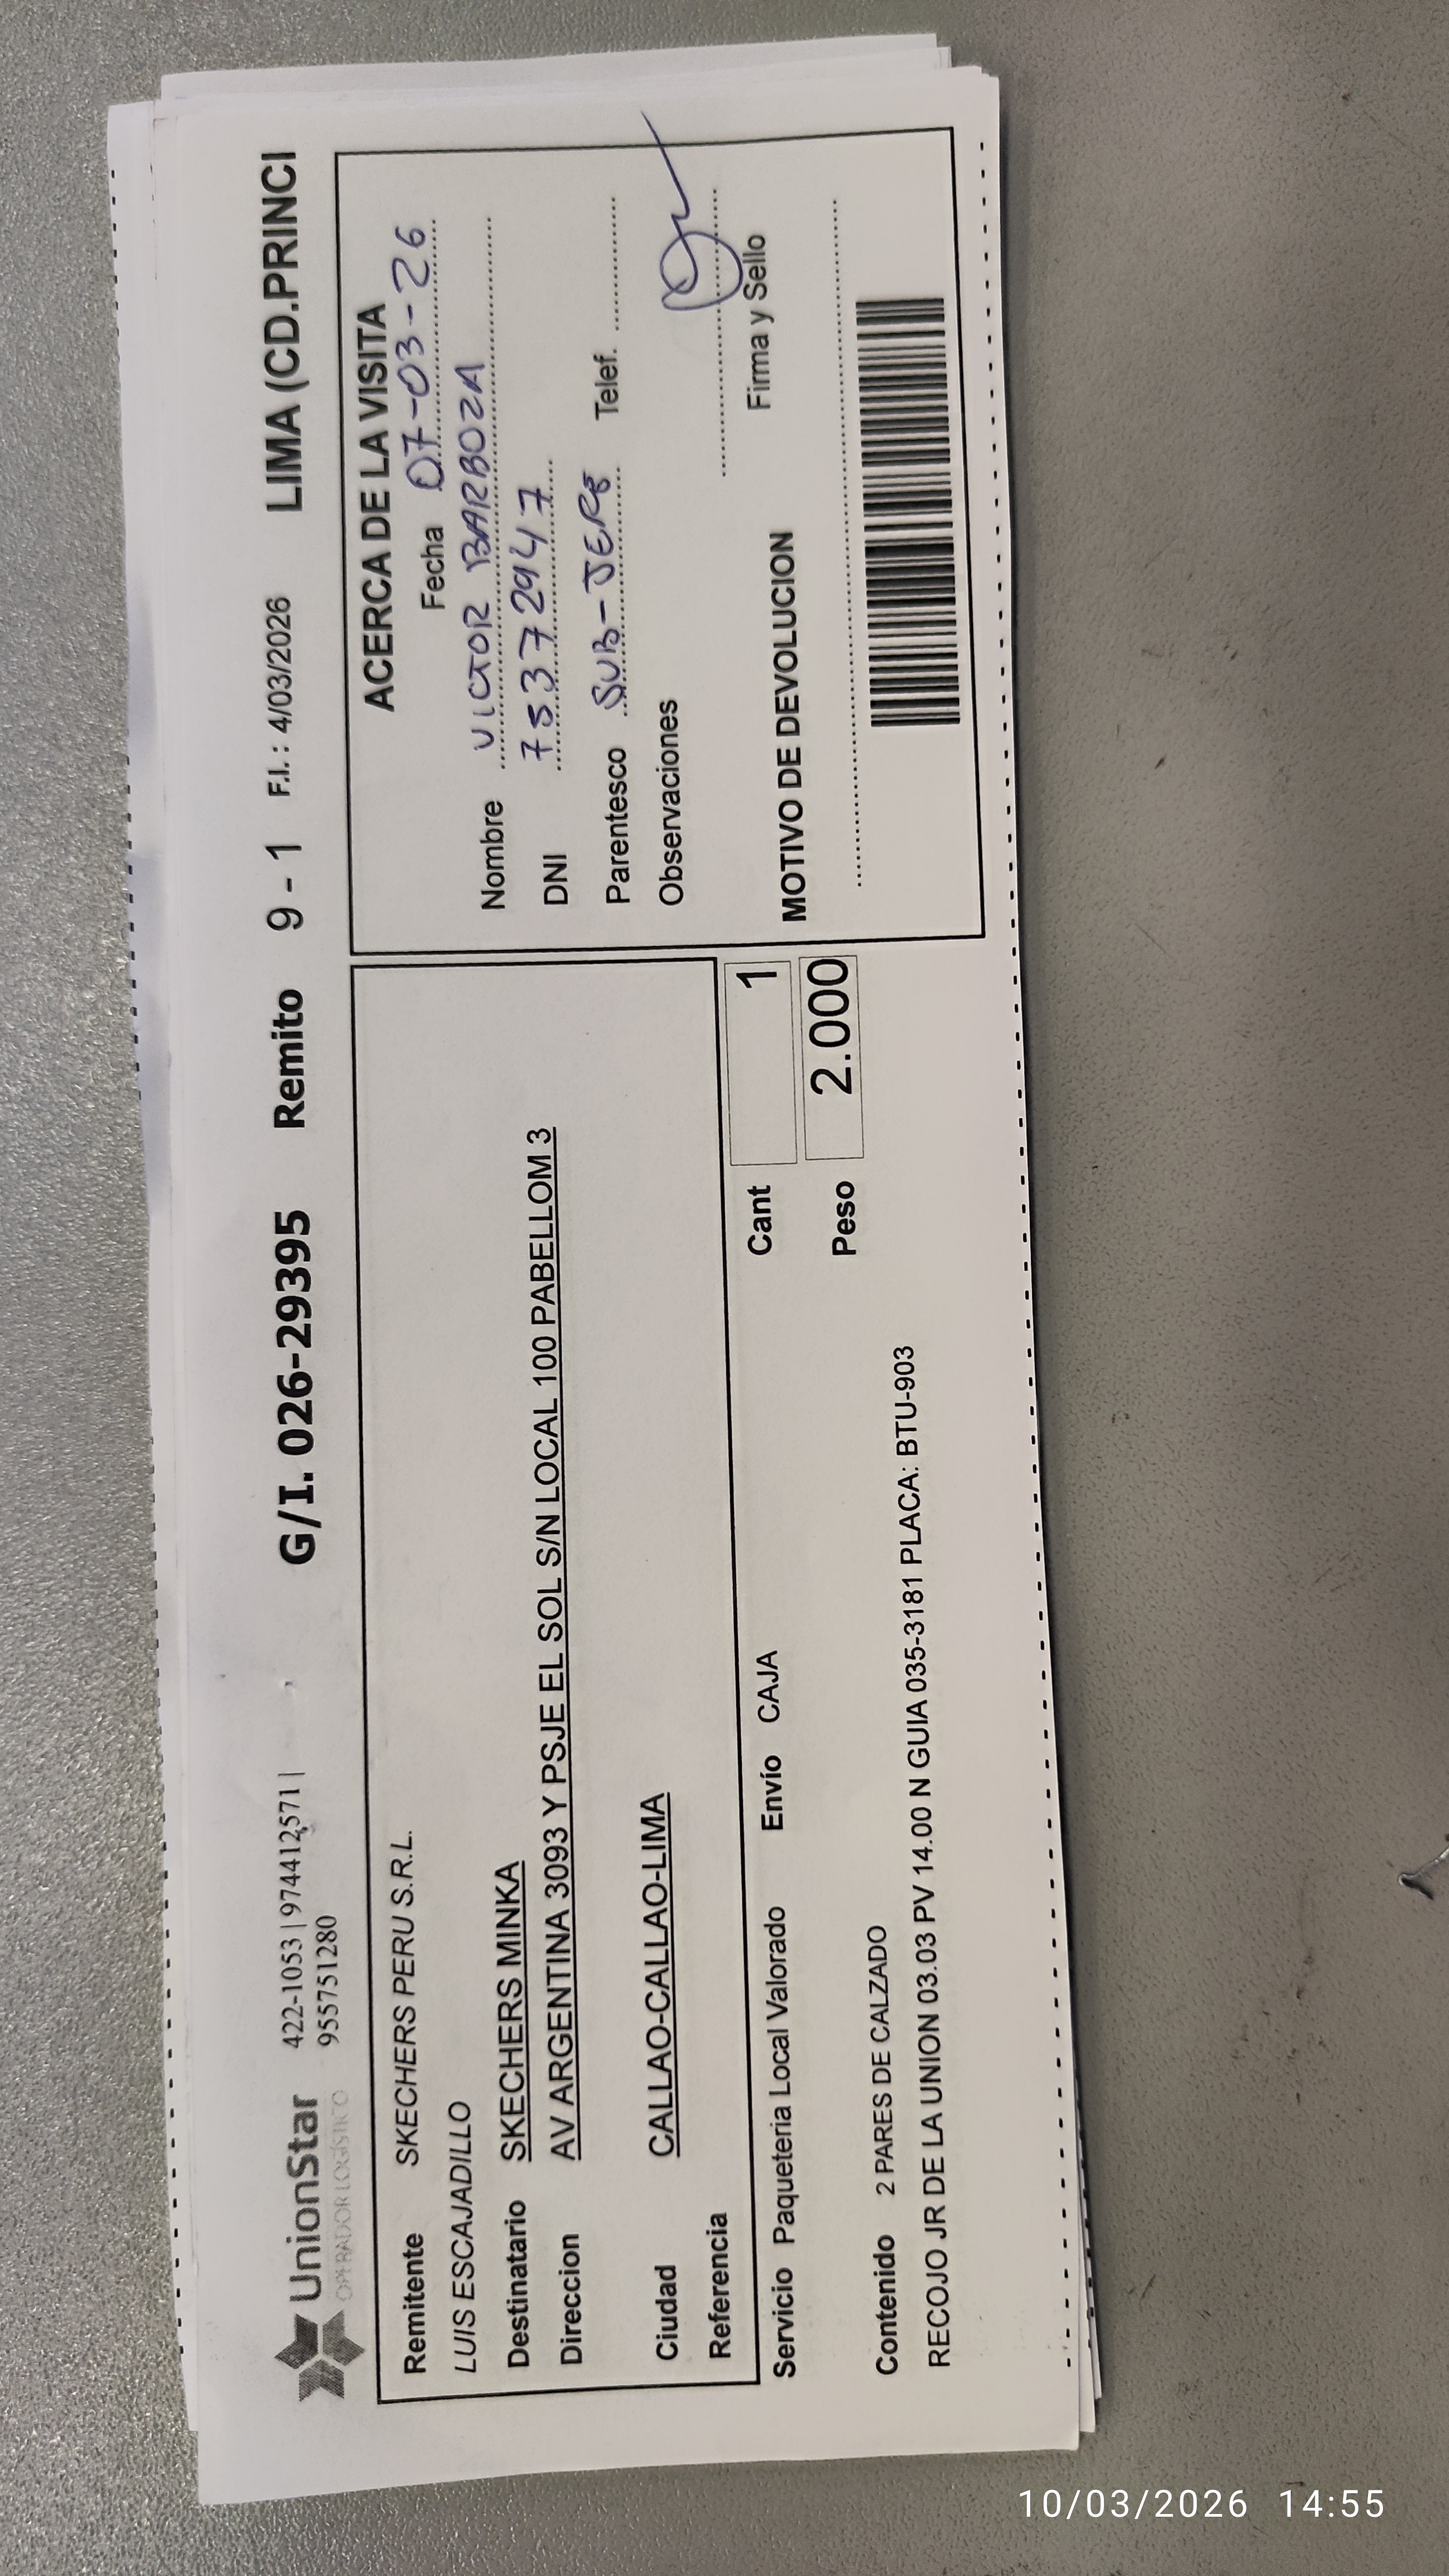 UnionStar
OPERADOR LOGÍSTICO
422-1053 | 974412571 |
955751280
G/I. 026-29395 Remito 9 - 1 F.I. : 4/03/2026 LIMA (CD.PRINCI
Remitente SKECHERS PERU S.R.L.
LUIS ESCAJADILLO
Destinatario SKECHERS MINKA
Direccion AV ARGENTINA 3093 Y PSJE EL SOL S/N LOCAL 100 PABELLOM 3
Ciudad CALLAO-CALLAO-LIMA
Referencia
Servicio Paqueteria Local Valorado Envío CAJA
Cant 1
Peso 2.000
Contenido 2 PARES DE CALZADO
RECOJO JR DE LA UNION 03.03 PV 14.00 N GUIA 035-3181 PLACA: BTU-903
ACERCA DE LA VISITA
Fecha 07-03-26
Nombre VICTOR BARBOZA
DNI 75372947
Parentesco SUB-JEFE Telef.
Observaciones
Firma y Sello
MOTIVO DE DEVOLUCION
10/03/2026 14:55